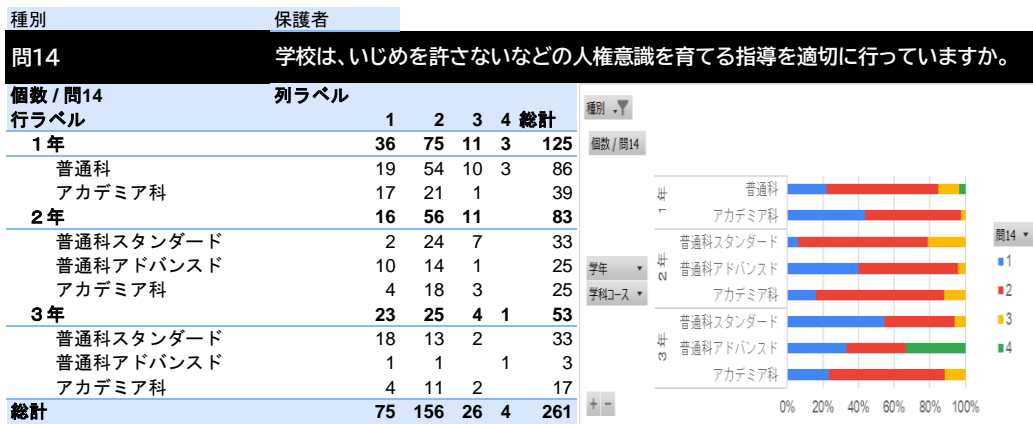 種別 保護者
問14 学校は、いじめを許さないなどの人権意識を育てる指導を適切に行っていますか。
個数 / 問14 列ラベル
行ラベル 1 2 3 4 総計
１年 36 75 11 3 125
普通科 19 54 10 3 86
アカデミア科 17 21 1 39
２年 16 56 11 83
普通科スタンダード 2 24 7 33
普通科アドバンスド 10 14 1 25
アカデミア科 4 18 3 25
３年 23 25 4 1 53
普通科スタンダード 18 13 2 33
普通科アドバンスド 1 1 1 3
アカデミア科 4 11 2 17
総計 75 156 26 4 261
種別
個数 / 問14
学年
学科コース
１年
普通科
アカデミア科
２年
普通科スタンダード
普通科アドバンスド
アカデミア科
３年
普通科スタンダード
普通科アドバンスド
アカデミア科
0% 20% 40% 60% 80% 100%
問14
1
2
3
4
+ −